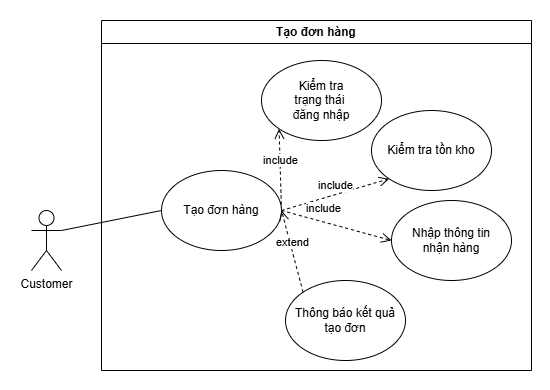 Tạo đơn hàng
Kiểm tra
trạng thái
đăng nhập
Kiểm tra tồn kho
include
include
Tạo đơn hàng
include
Nhập thông tin
nhận hàng
extend
Customer
Thông báo kết quả
tạo đơn